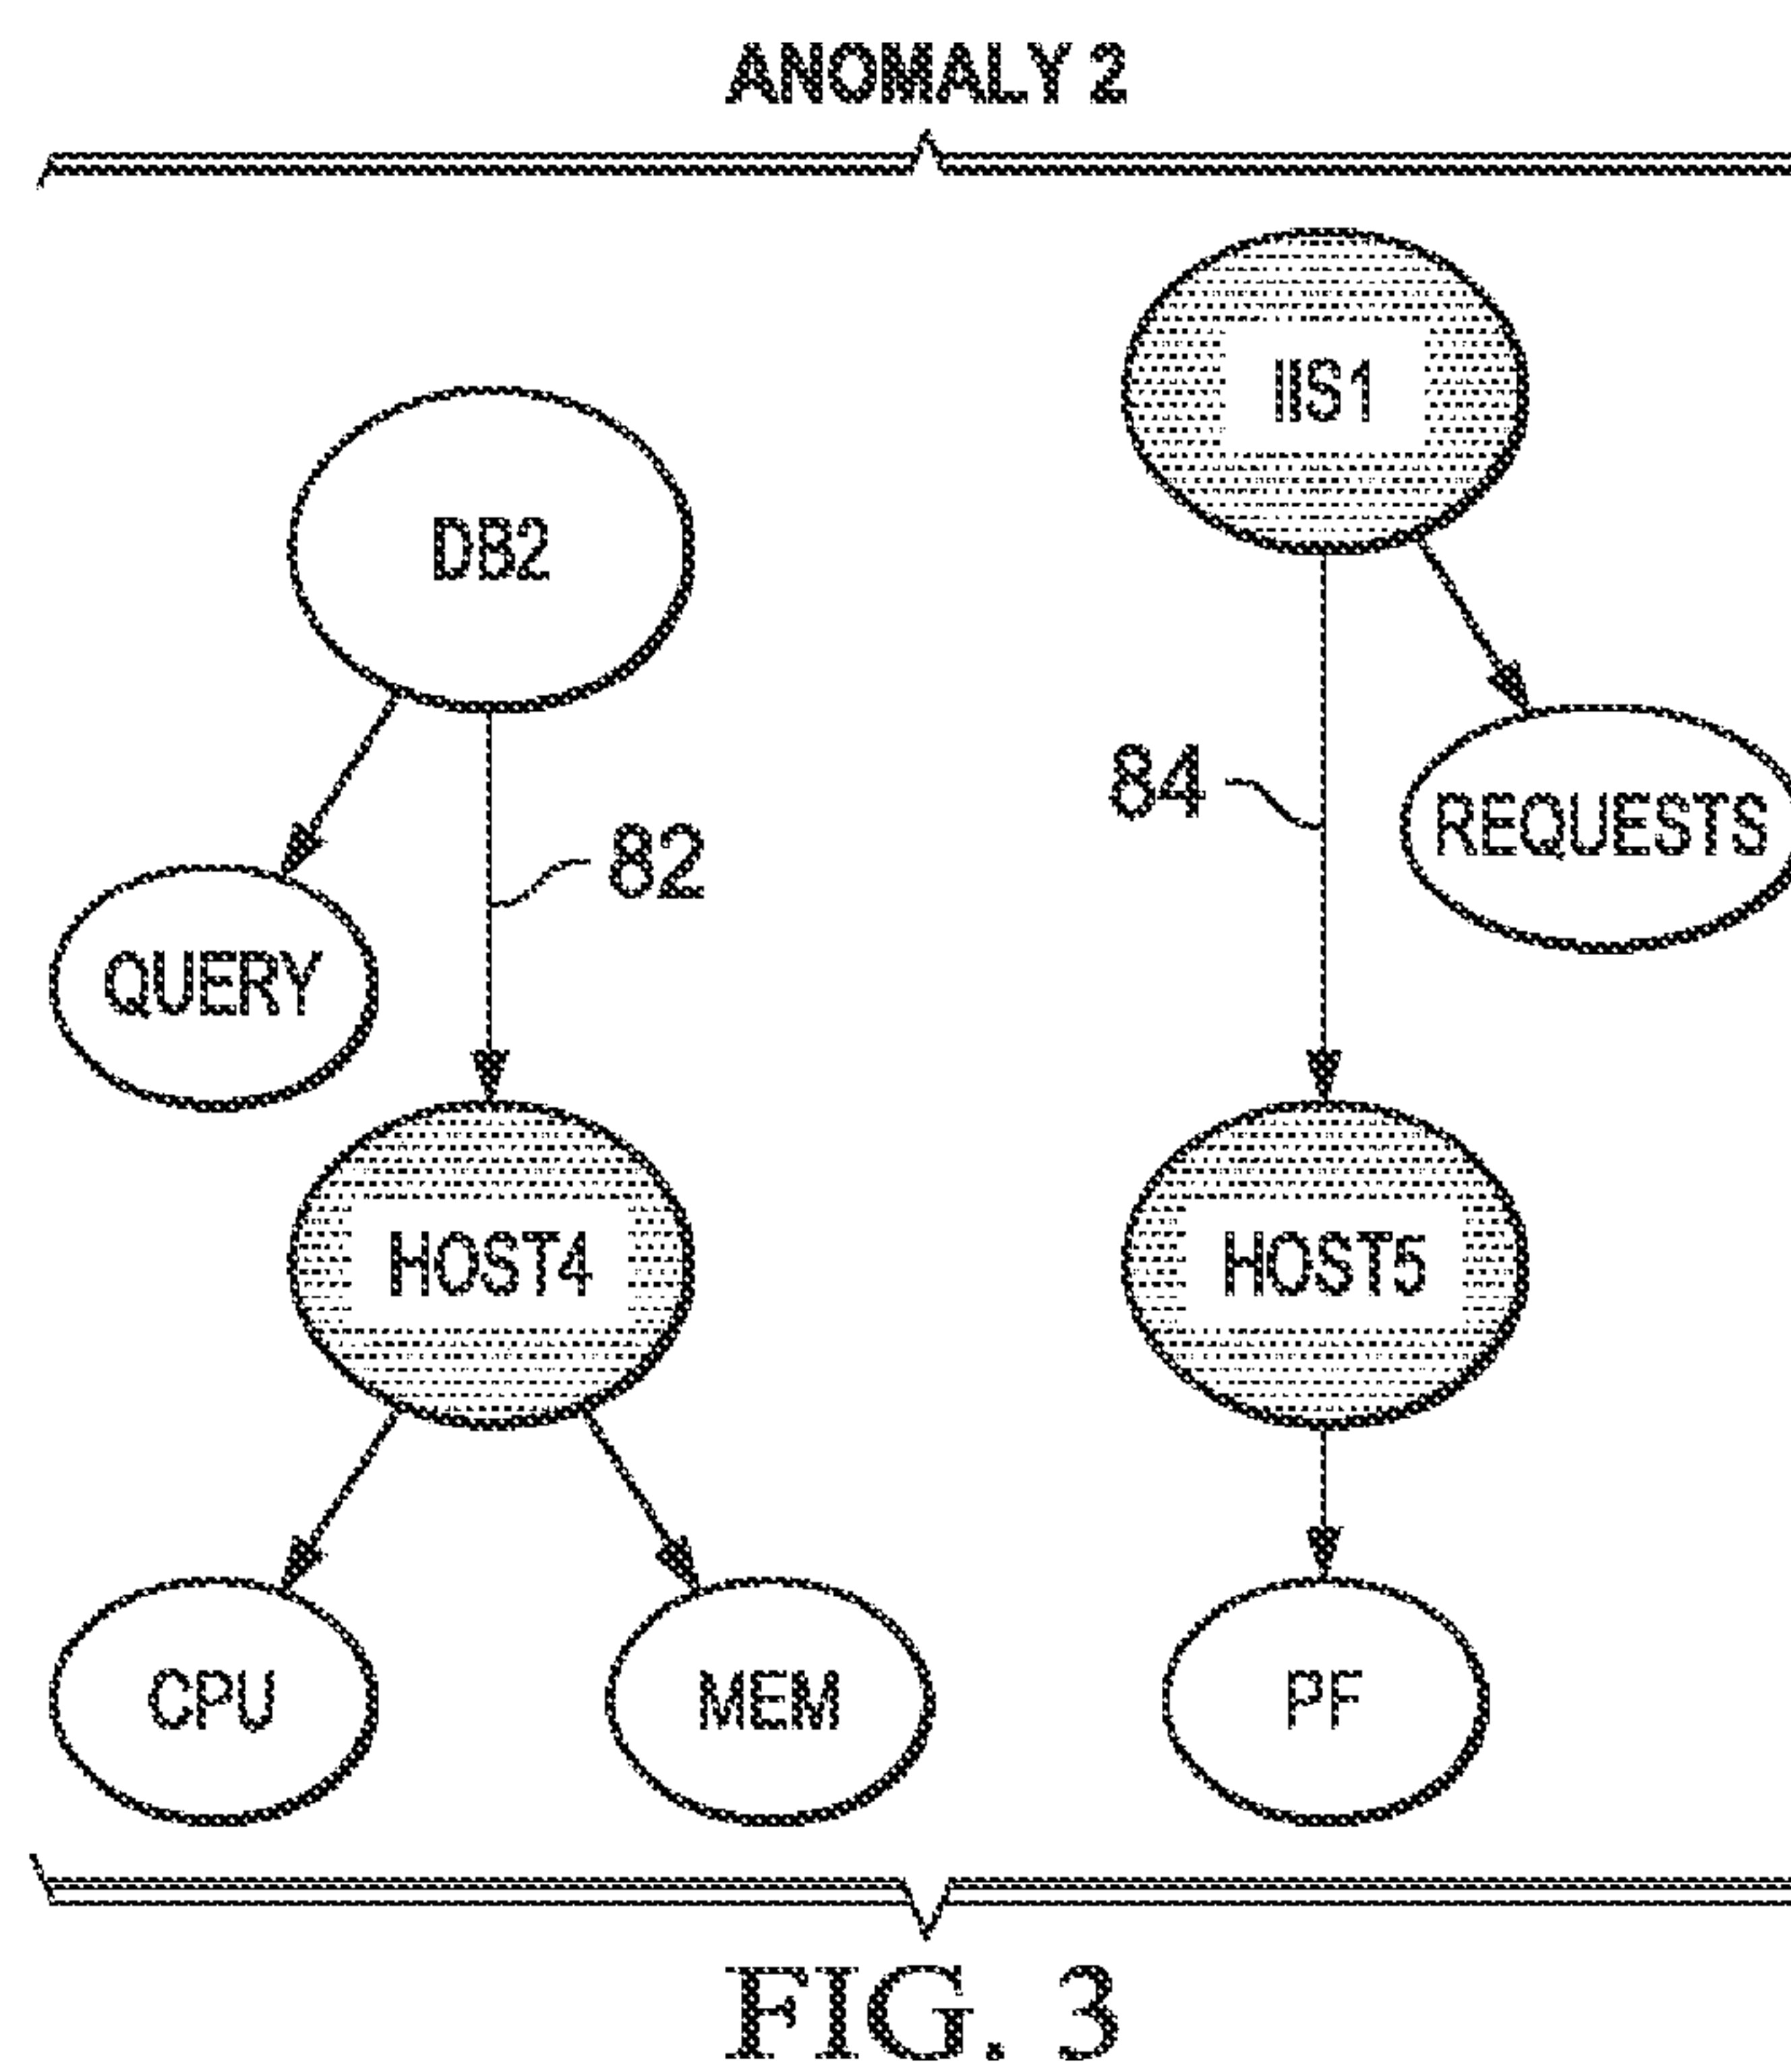 ANOMALY 2
IIS1
DB2
84
REQUESTS
82
QUERY
HOST4
HOST5
CPU
MEM
PF
FIG. 3